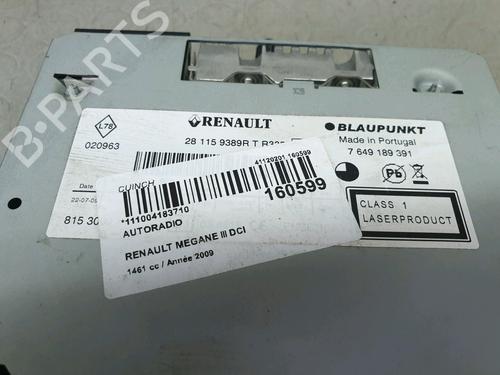 B-PARTS
L78
020963
RENAULT
28 115 9389R T
Date
22-07-
815 30
BLAUPUNKT
Made in Portugal
7 649 189 391
Pb
CLASS 1
LASERPRODUCT
CUINCH
41120201 160599
160599
*111004183710
AUTORADIO
RENAULT MEGANE III DCI
1461 cc / Année 2009